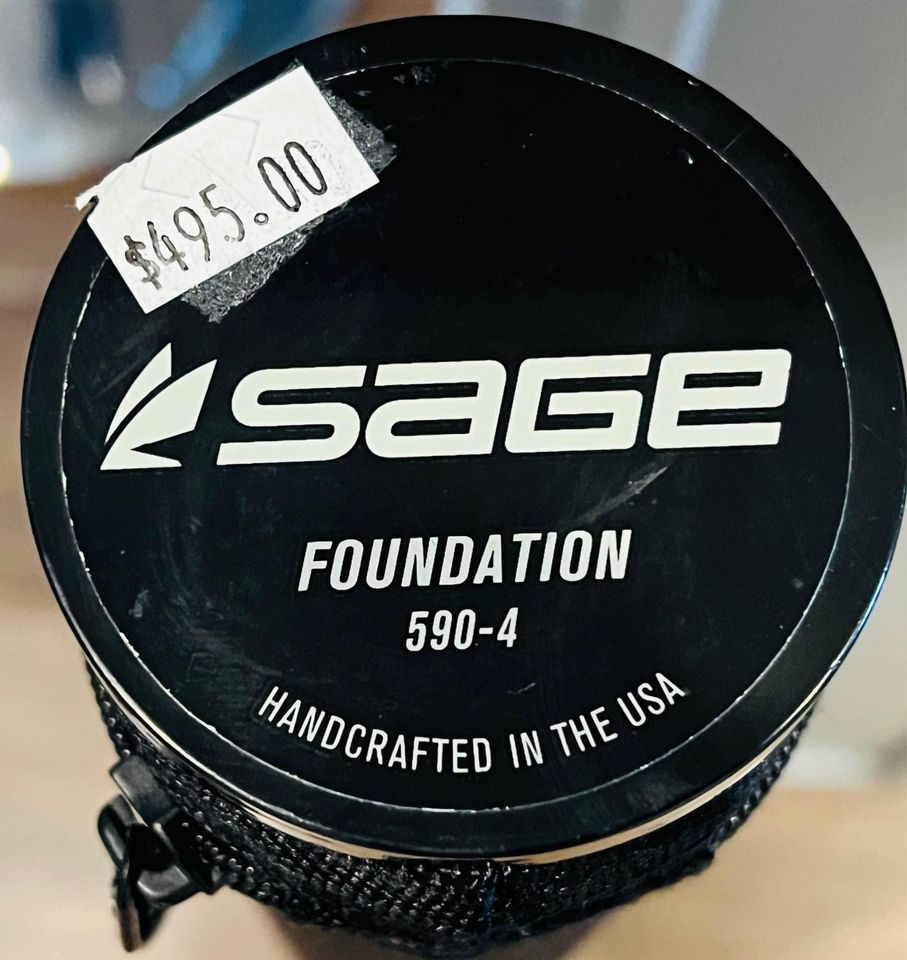 $495.00
SAGE
FOUNDATION
590-4
HANDCRAFTED IN THE USA